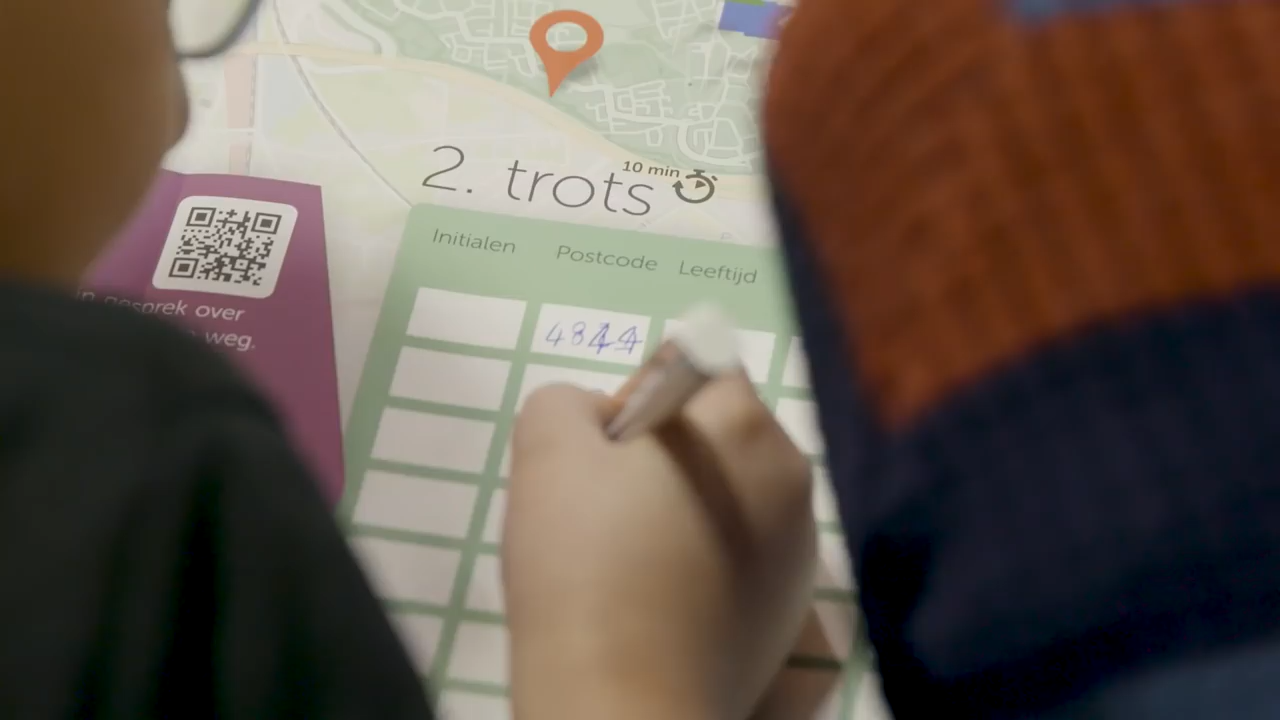 2. trots
10 min
Initialen Postcode Leeftijd
4844
gesprek over
weg.